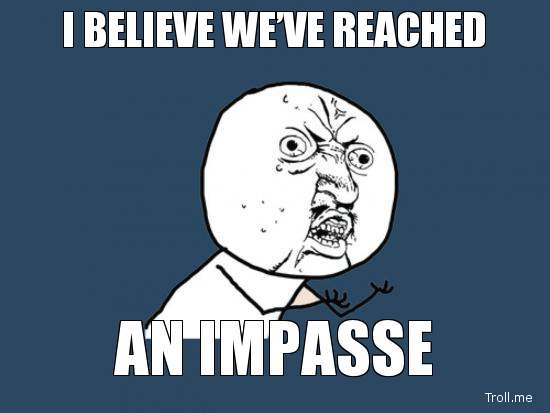 I BELIEVE WE’VE REACHED
AN IMPASSE
Troll.me